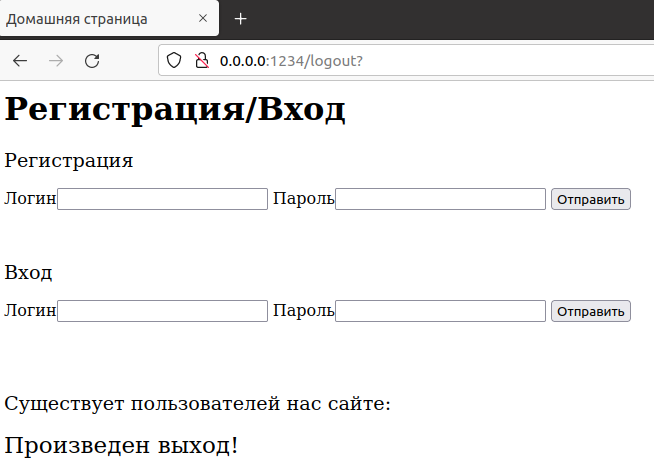 Домашняя страница
0.0.0.0:1234/logout?
Регистрация/Вход
Регистрация
Логин Пароль Отправить
Вход
Логин Пароль Отправить
Существует пользователей нас сайте:
Произведен выход!